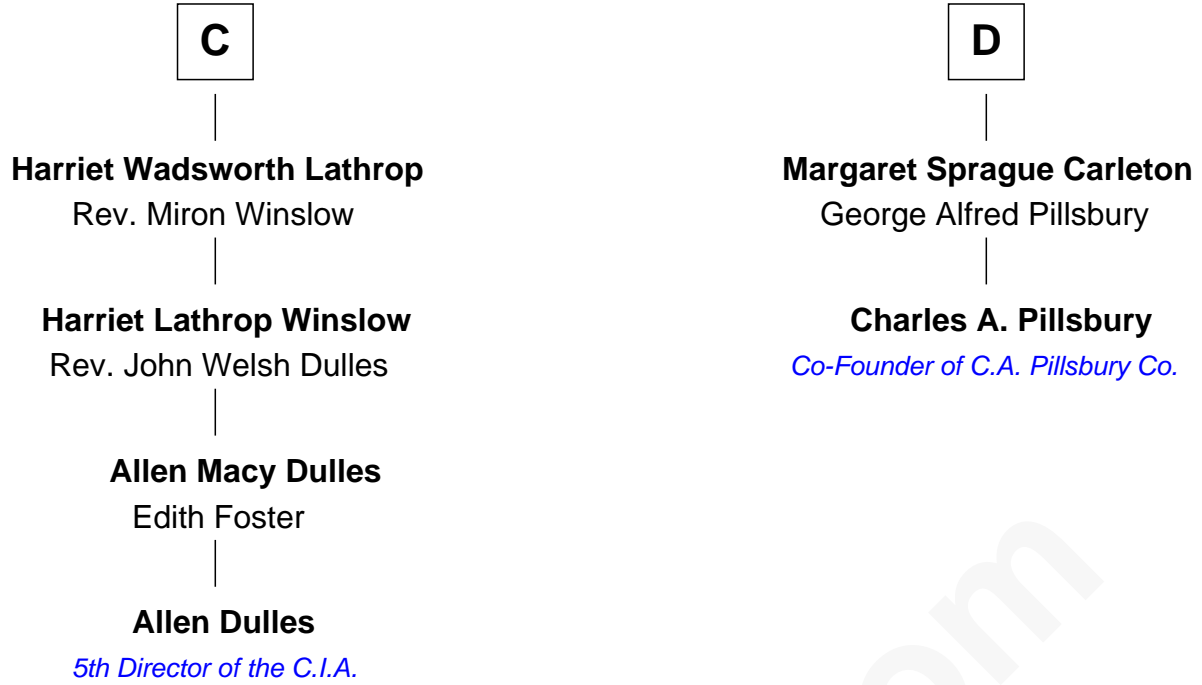 C
Harriet Wadsworth Lathrop
Rev. Miron Winslow
Harriet Lathrop Winslow
Rev. John Welsh Dulles
Allen Macy Dulles
Edith Foster
Allen Dulles
5th Director of the C.I.A.
D
Margaret Sprague Carleton
George Alfred Pillsbury
Charles A. Pillsbury
Co-Founder of C.A. Pillsbury Co.
om